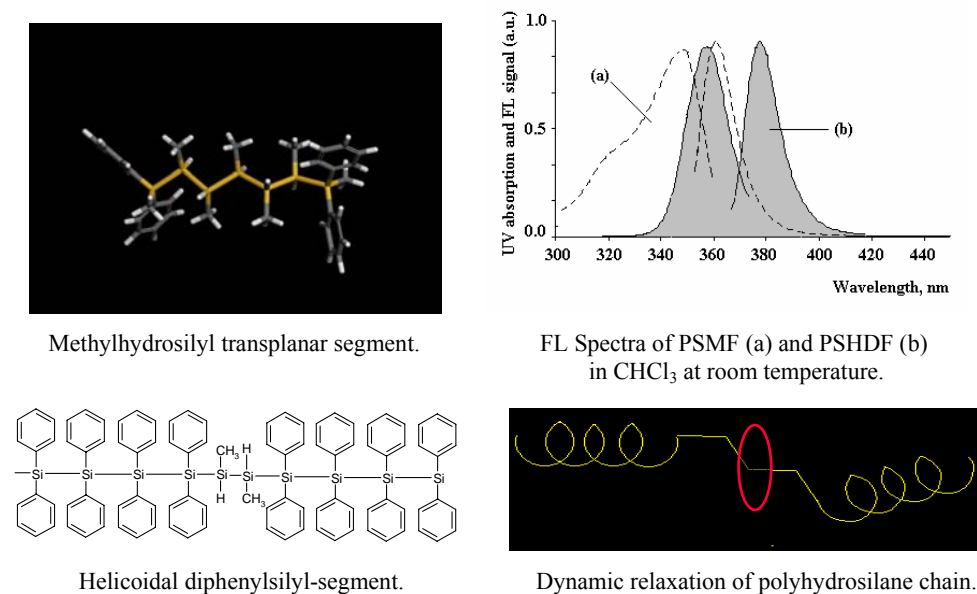 UV absorption and FL signal (a.u.)
1.0
0.5
0.0
(a)
(b)
300 320 340 360 380 400 420 440
Wavelength, nm
Methylhydrosilyl transplanar segment.
FL Spectra of PSMF (a) and PSHDF (b)
in CHCl₃ at room temperature.
CH₃ H
Si Si Si Si Si Si Si Si Si Si
H CH₃
Helicoidal diphenylsilyl-segment.
Dynamic relaxation of polyhydrosilane chain.